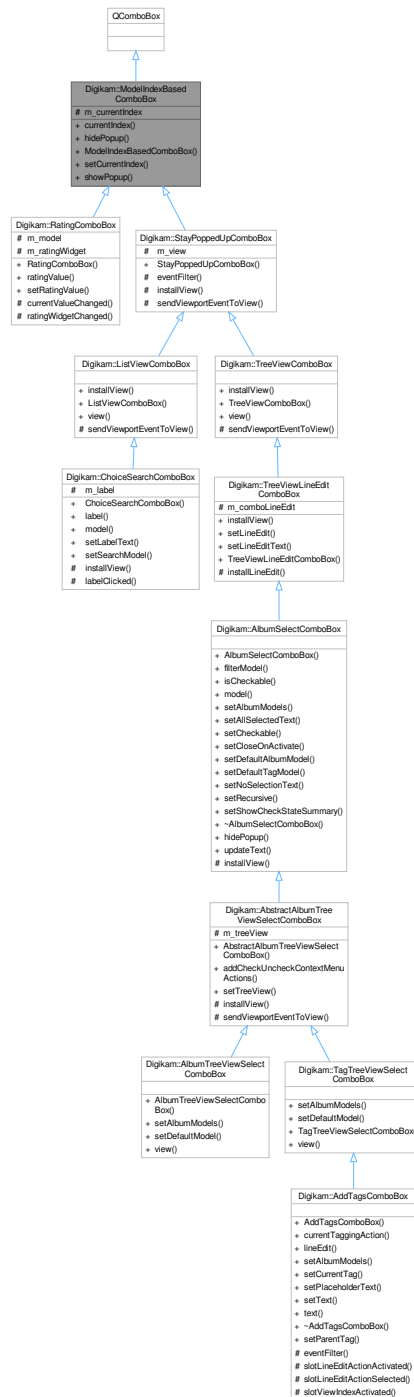 QComboBox
Digikam::ModelIndexBased
ComboBox
# m_currentIndex
+ currentIndex()
+ hidePopup()
+ ModelIndexBasedComboBox()
+ setCurrentIndex()
+ showPopup()
Digikam::RatingComboBox
# m_model
# m_ratingWidget
+ RatingComboBox()
+ ratingValue()
+ setRatingValue()
# currentValueChanged()
# ratingWidgetChanged()
Digikam::StayPoppedUpComboBox
# m_view
+ StayPoppedUpComboBox()
# eventFilter()
# installView()
# sendViewportEventToView()
Digikam::ListViewComboBox
+ installView()
+ ListViewComboBox()
+ view()
# sendViewportEventToView()
Digikam::TreeViewComboBox
+ installView()
+ TreeViewComboBox()
+ view()
# sendViewportEventToView()
Digikam::ChoiceSearchComboBox
# m_label
+ ChoiceSearchComboBox()
+ label()
+ model()
+ setLabelText()
+ setSearchModel()
# installView()
# labelClicked()
Digikam::TreeViewLineEdit
ComboBox
# m_comboLineEdit
+ installView()
+ setLineEdit()
+ setLineEditText()
+ TreeViewLineEditComboBox()
# installLineEdit()
Digikam::AlbumSelectComboBox
+ AlbumSelectComboBox()
+ filterModel()
+ isCheckable()
+ model()
+ setAlbumModels()
+ setAllSelectedText()
+ setCheckable()
+ setCloseOnActivate()
+ setDefaultAlbumModel()
+ setDefaultTagModel()
+ setNoSelectionText()
+ setRecursive()
+ setShowCheckStateSummary()
+ ~AlbumSelectComboBox()
+ hidePopup()
+ updateText()
# installView()
Digikam::AbstractAlbumTree
ViewSelectComboBox
# m_treeView
+ AbstractAlbumTreeViewSelect
ComboBox()
+ addCheckUncheckContextMenu
Actions()
+ setTreeView()
# installView()
# sendViewportEventToView()
Digikam::AlbumTreeViewSelect
ComboBox
+ AlbumTreeViewSelectCombo
Box()
+ setAlbumModels()
+ setDefaultModel()
+ view()
Digikam::TagTreeViewSelect
ComboBox
+ setAlbumModels()
+ setDefaultModel()
+ TagTreeViewSelectComboBox
+ view()
Digikam::AddTagsComboBox
+ AddTagsComboBox()
+ currentTaggingAction()
+ lineEdit()
+ setAlbumModels()
+ setCurrentTag()
+ setPlaceholderText()
+ setText()
+ text()
+ ~AddTagsComboBox()
+ setParentTag()
# eventFilter()
# slotLineEditActionActivated()
# slotLineEditActionSelected()
# slotViewIndexActivated()